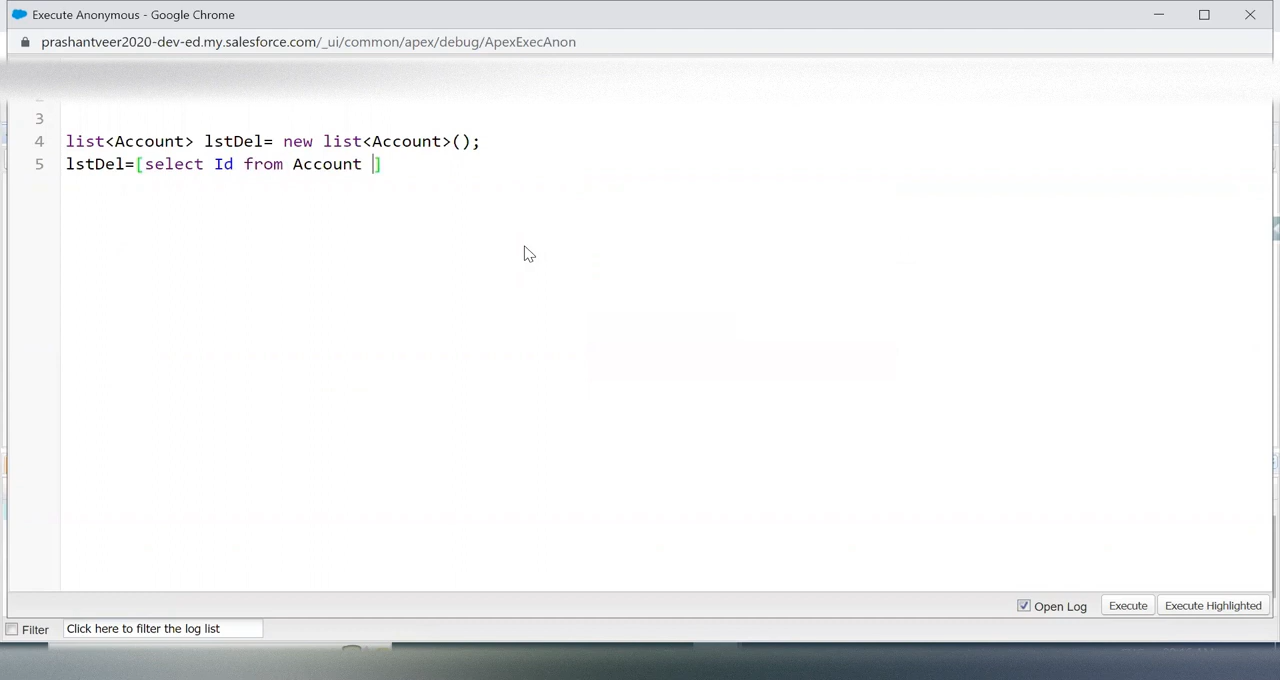 Execute Anonymous - Google Chrome
prashantveer2020-dev-ed.my.salesforce.com/_ui/common/apex/debug/ApexExecAnon
3
4 list<Account> lstDel= new list<Account>();
5 lstDel=[select Id from Account ]
Open Log Execute Execute Highlighted
Filter Click here to filter the log list